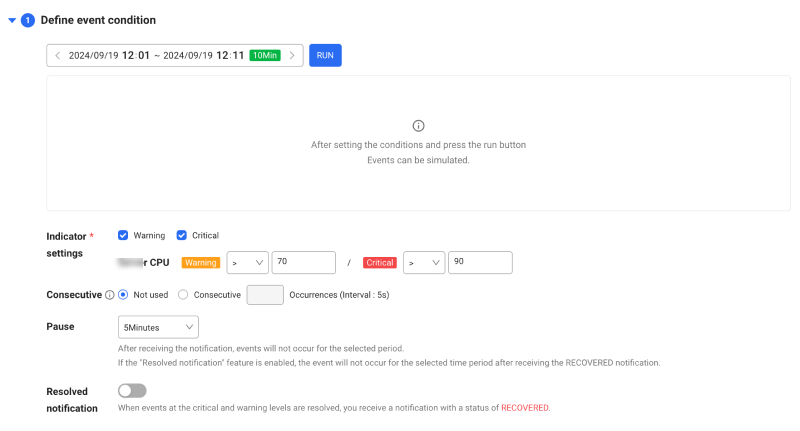 1 Define event condition
2024/09/19 12:01 ~ 2024/09/19 12:11 10Min RUN
After setting the conditions and press the run button
Events can be simulated.
Indicator * Warning Critical
settings
CPU Warning > 70 / Critical > 90
Consecutive Not used Consecutive Occurrences (Interval : 5s)
Pause 5Minutes
After receiving the notification, events will not occur for the selected period.
If the "Resolved notification" feature is enabled, the event will not occur for the selected time period after receiving the RECOVERED notification.
Resolved
notification When events at the critical and warning levels are resolved, you receive a notification with a status of RECOVERED.